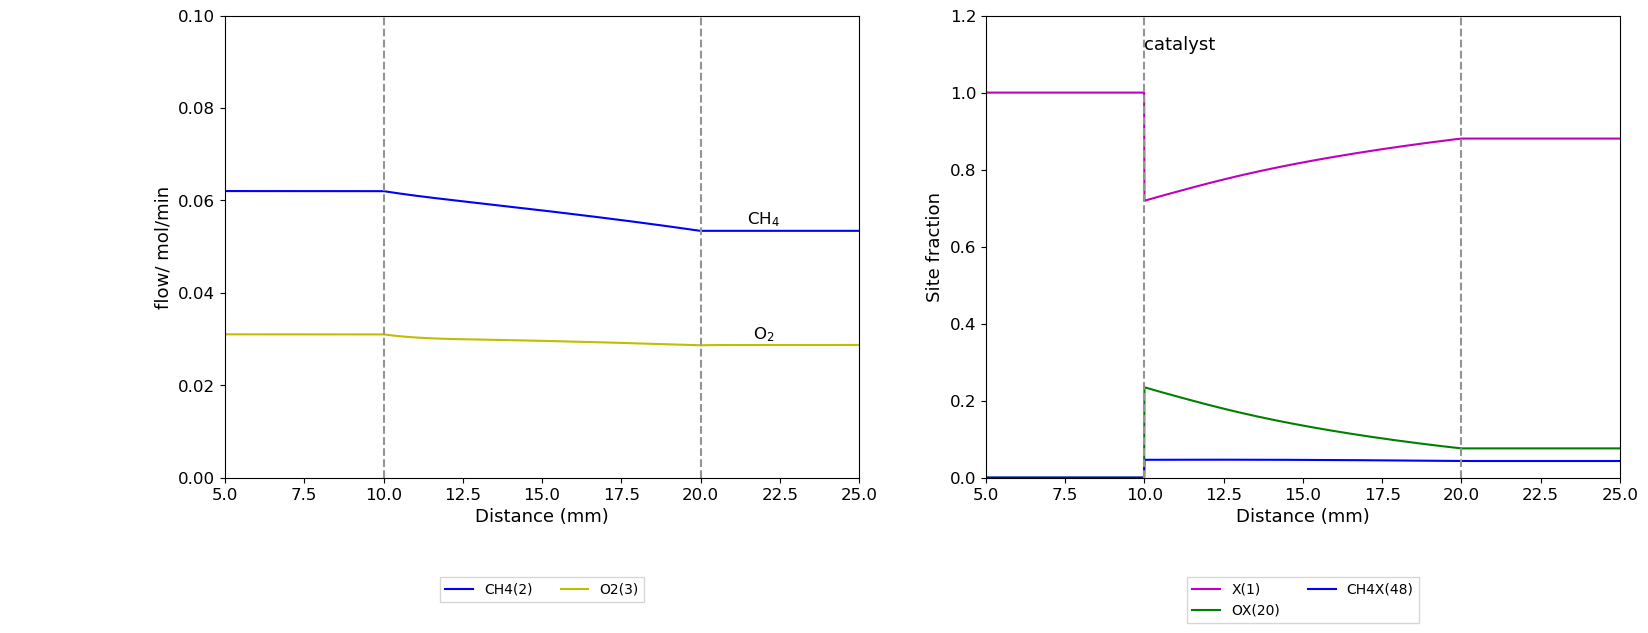 0.10
0.08
0.06
0.04
0.02
0.00
flow/ mol/min
CH₄
O₂
5.0 7.5 10.0 12.5 15.0 17.5 20.0 22.5 25.0
Distance (mm)
CH4(2) O2(3)
1.2
1.0
0.8
0.6
0.4
0.2
0.0
Site fraction
catalyst
5.0 7.5 10.0 12.5 15.0 17.5 20.0 22.5 25.0
Distance (mm)
X(1) CH4X(48)
OX(20)